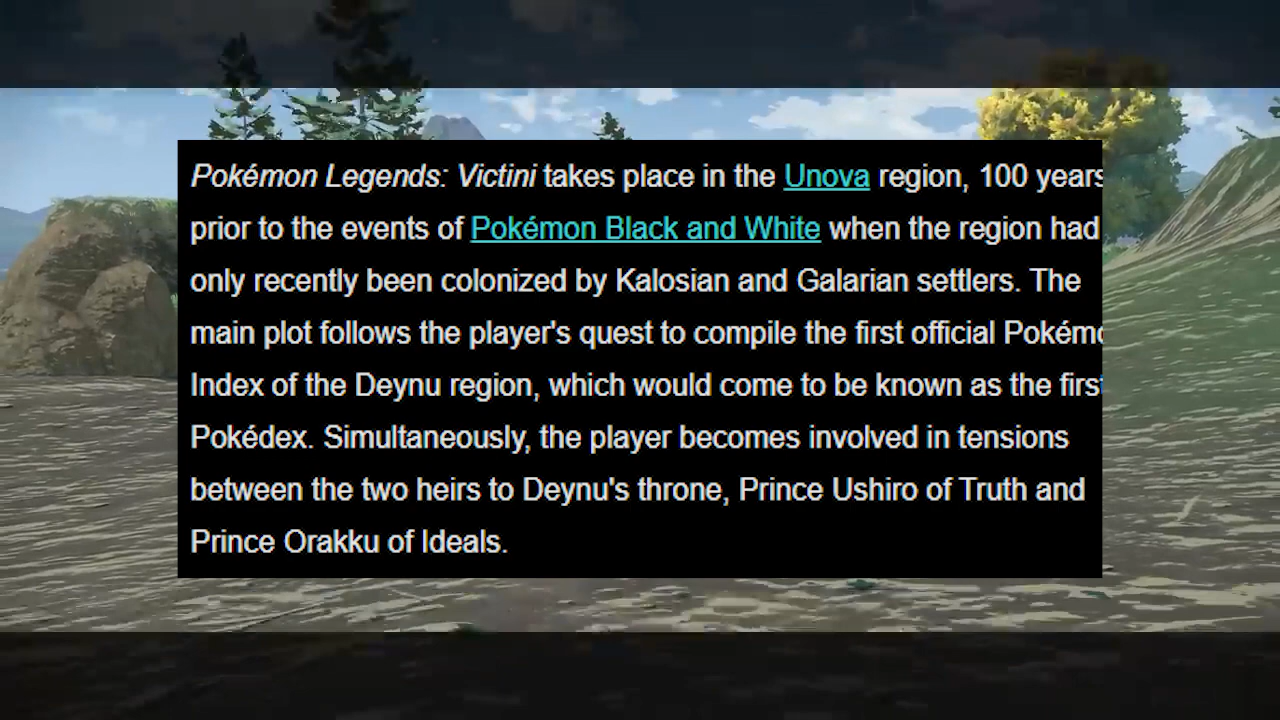 Pokémon Legends: Victini takes place in the Unova region, 100 years
prior to the events of Pokémon Black and White when the region had
only recently been colonized by Kalosian and Galarian settlers. The
main plot follows the player's quest to compile the first official Pokémo
Index of the Deynu region, which would come to be known as the first
Pokédex. Simultaneously, the player becomes involved in tensions
between the two heirs to Deynu's throne, Prince Ushiro of Truth and
Prince Orakku of Ideals.